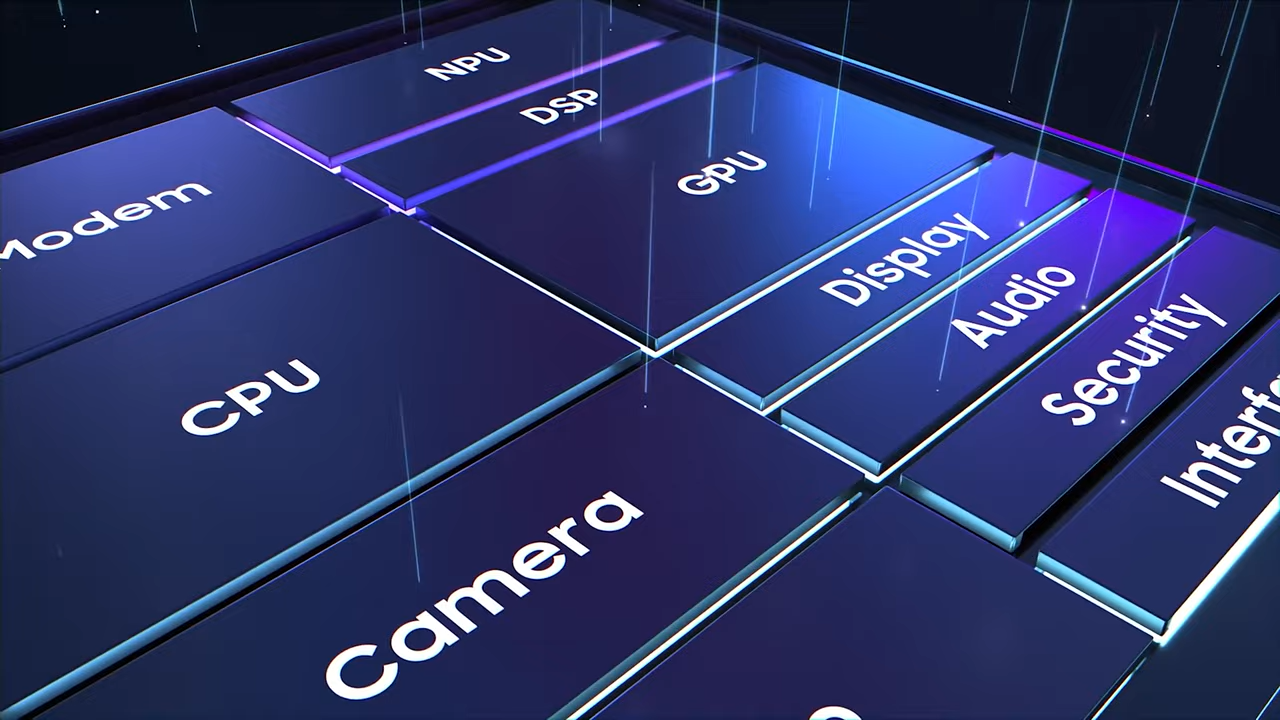 NPU
DSP
GPU
Modem
Display
Audio
CPU
Security
Camera